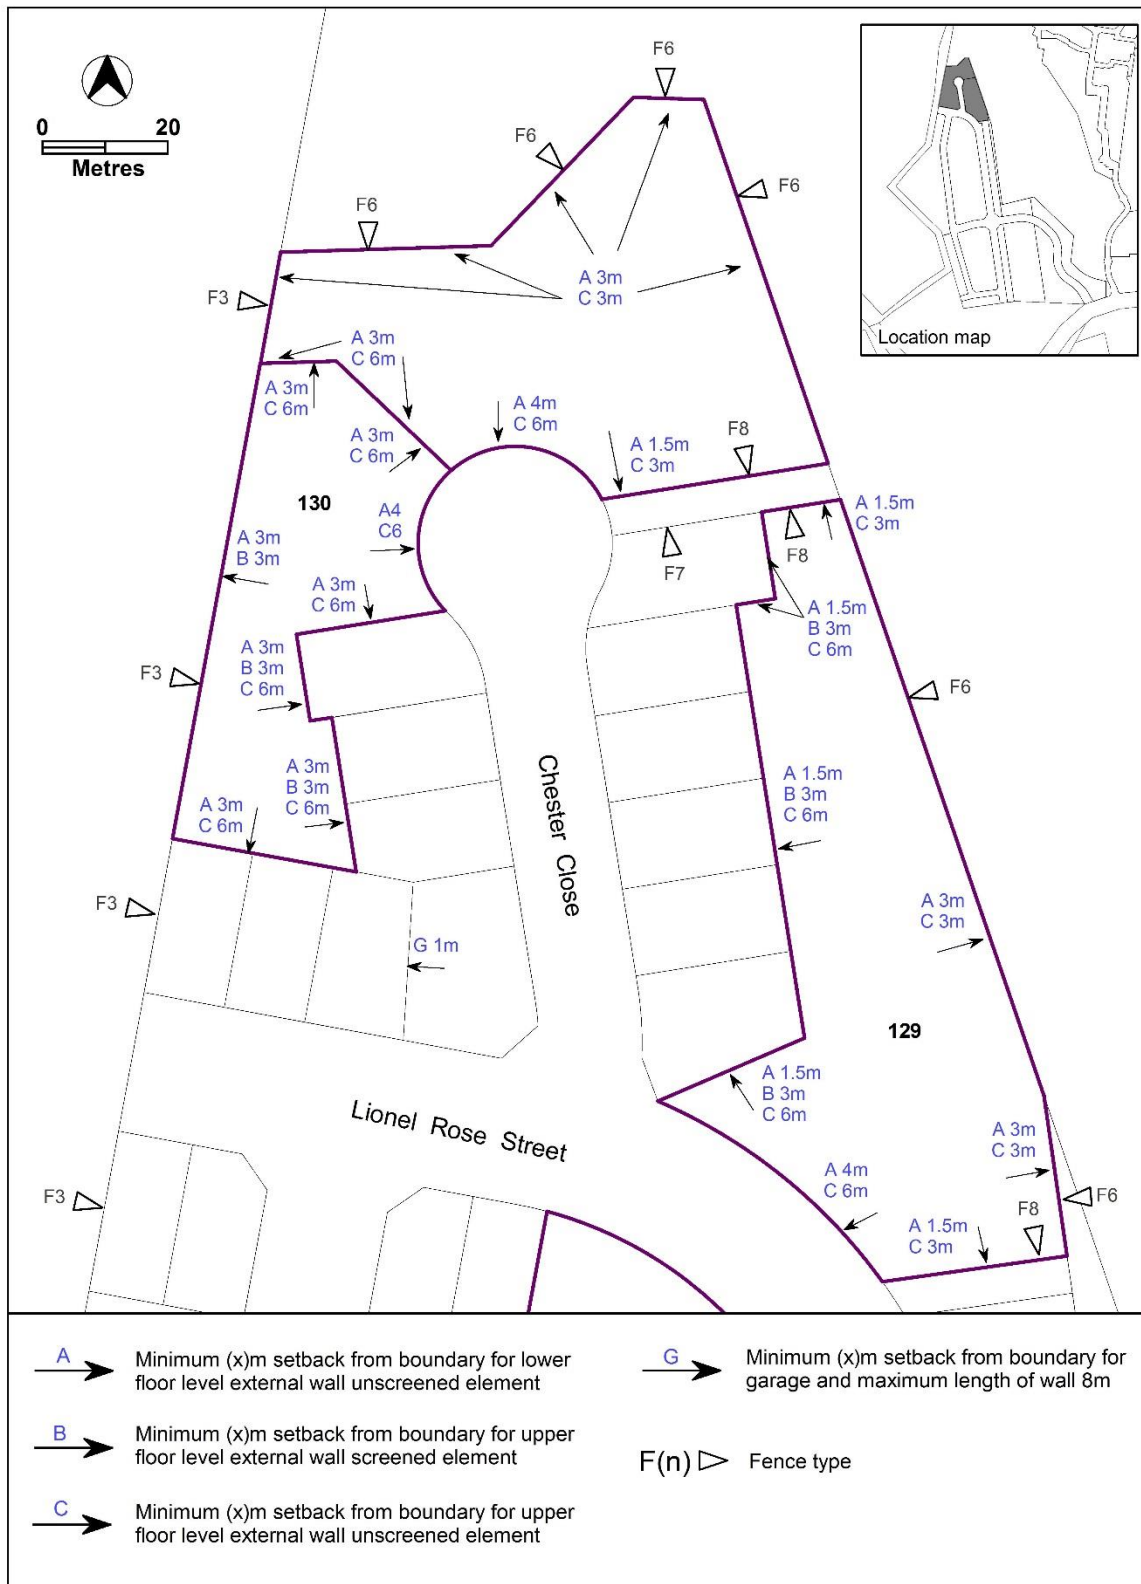 F6
F6
F6
F6
0 20
Metres
A 3m
C 3m
F3
Location map
A 3m
C 6m
A 3m
C 6m
A 3m
C 6m
A 4m
C 6m
A 1.5m
C 3m
F8
130
A4
C6
A 1.5m
C 3m
F8
F7
A 3m
B 3m
A 3m
C 6m
A 1.5m
B 3m
C 6m
F3
A 3m
B 3m
C 6m
F6
A 3m
B 3m
C 6m
A 3m
C 6m
Chester Close
A 1.5m
B 3m
C 6m
F3
A 3m
C 3m
G 1m
129
A 1.5m
B 3m
C 6m
Lionel Rose Street
A 3m
C 3m
A 4m
C 6m
F3
F6
F8
A 1.5m
C 3m
A
Minimum (x)m setback from boundary for lower
floor level external wall unscreened element
B
Minimum (x)m setback from boundary for upper
floor level external wall screened element
C
Minimum (x)m setback from boundary for upper
floor level external wall unscreened element
G
Minimum (x)m setback from boundary for
garage and maximum length of wall 8m
F(n) Fence type